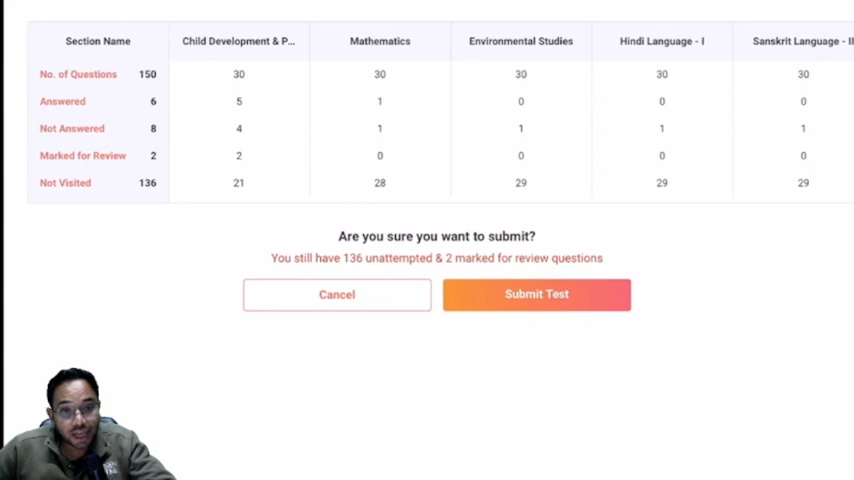 Section Name Child Development & P... Mathematics Environmental Studies Hindi Language - I Sanskrit Language - II
No. of Questions 150 30 30 30 30 30
Answered 6 5 1 0 0 0
Not Answered 8 4 1 1 1 1
Marked for Review 2 2 0 0 0 0
Not Visited 136 21 28 29 29 29
Are you sure you want to submit?
You still have 136 unattempted & 2 marked for review questions
Cancel Submit Test